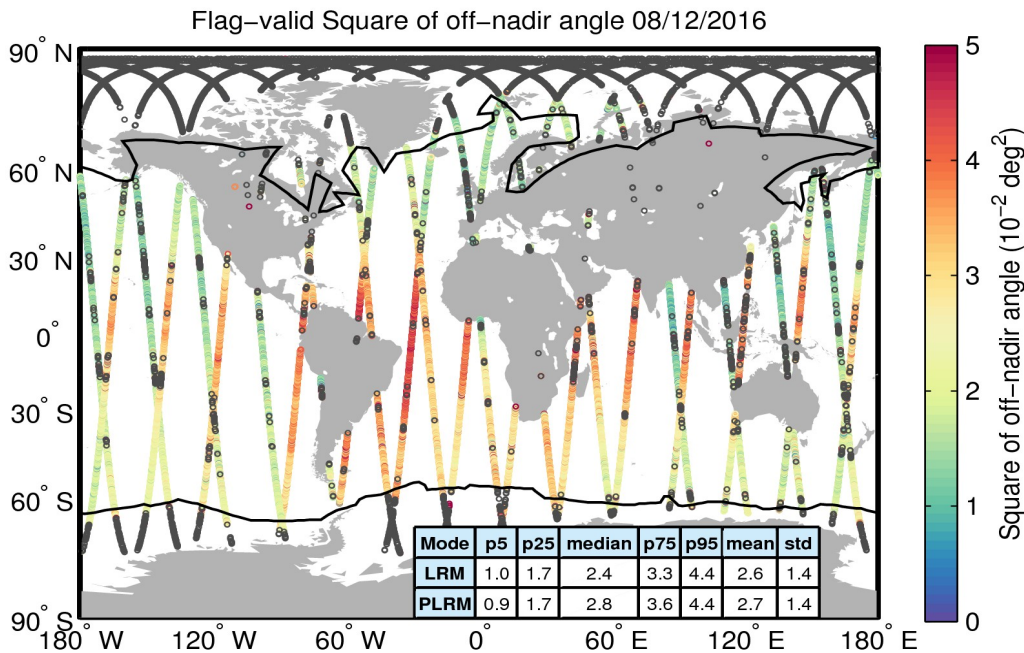 Flag−valid Square of off−nadir angle 08/12/2016
90° N
60° N
30° N
0°
30° S
60° S
90° S
180° W
120° W
60° W
0°
60° E
120° E
180° E
Mode p5 p25 median p75 p95 mean std
LRM 1.0 1.7 2.4 3.3 4.4 2.6 1.4
PLRM 0.9 1.7 2.8 3.6 4.4 2.7 1.4
5
4
3
2
1
0
Square of off−nadir angle (10⁻² deg²)